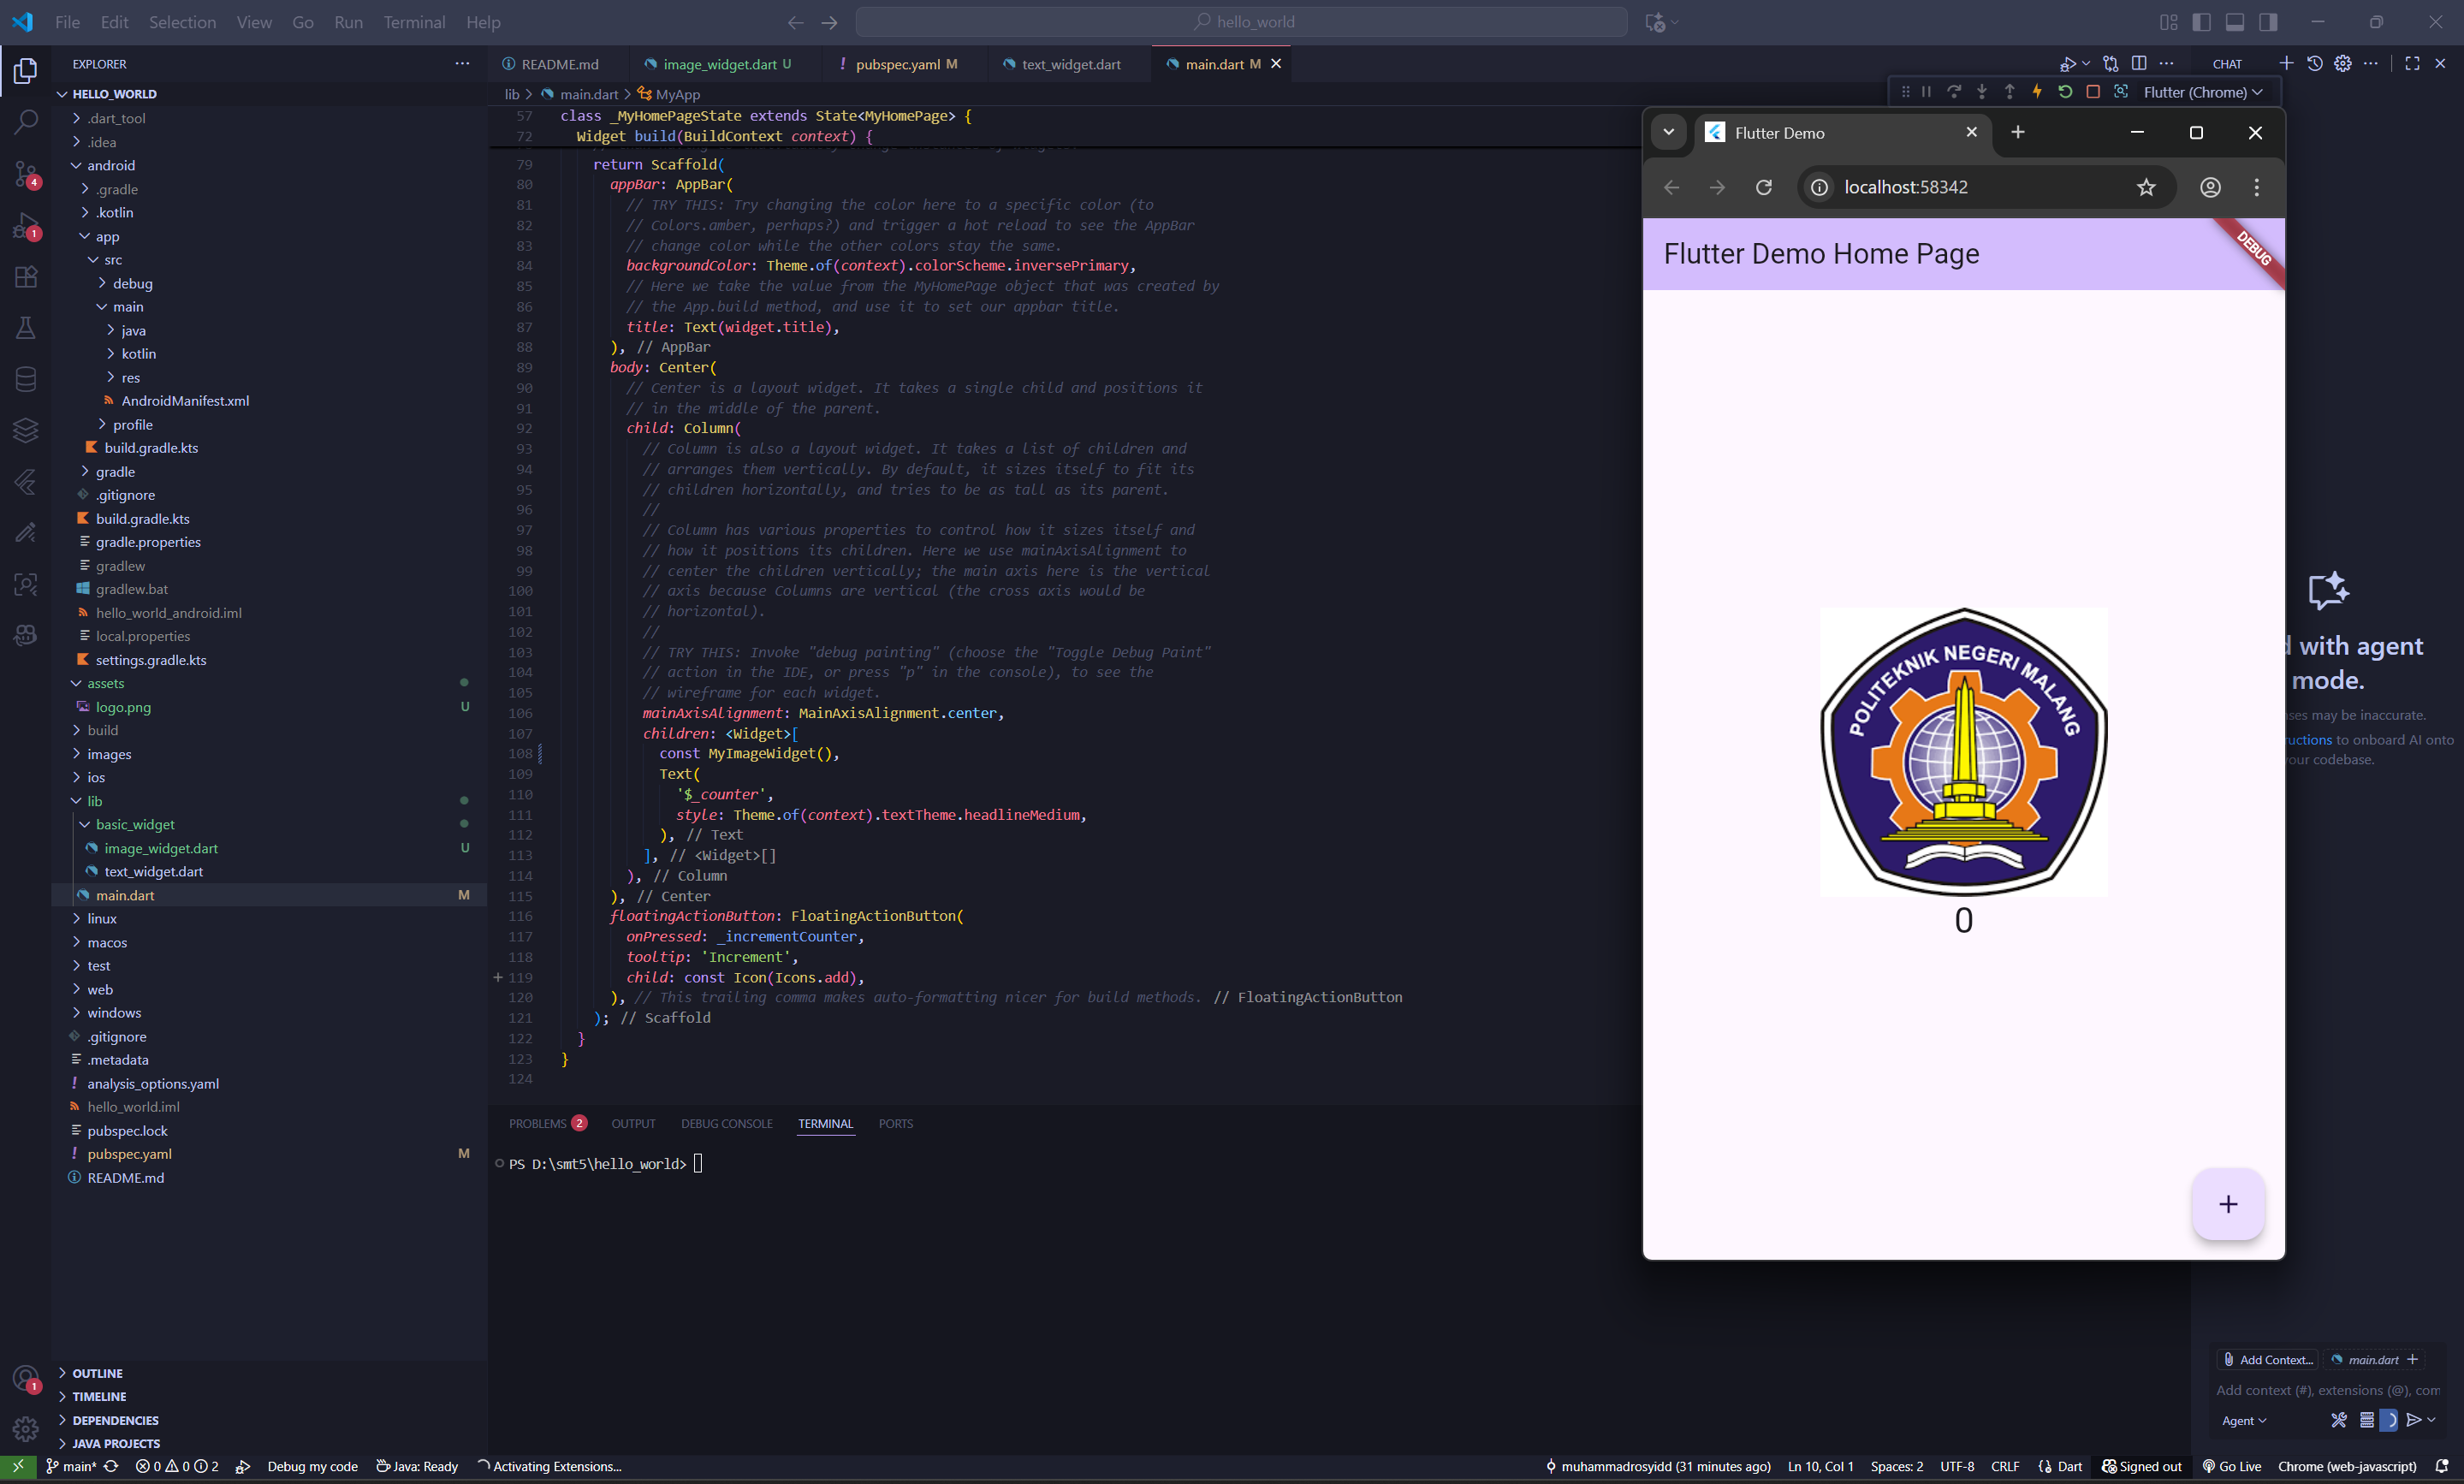 File Edit Selection View Go Run Terminal Help
hello_world
EXPLORER
HELLO_WORLD
.dart_tool
.idea
android
.gradle
.kotlin
app
src
debug
main
java
kotlin
res
AndroidManifest.xml
profile
build.gradle.kts
gradle
.gitignore
build.gradle.kts
gradle.properties
gradlew
gradlew.bat
hello_world_android.iml
local.properties
settings.gradle.kts
assets
logo.png U
build
images
ios
lib
basic_widget
image_widget.dart U
text_widget.dart
main.dart M
linux
macos
test
web
windows
.gitignore
.metadata
analysis_options.yaml
hello_world.iml
pubspec.lock
pubspec.yaml M
README.md
OUTLINE
TIMELINE
DEPENDENCIES
JAVA PROJECTS
4
1
1
README.md image_widget.dart U pubspec.yaml M text_widget.dart main.dart M
lib > main.dart > MyApp
57 class _MyHomePageState extends State<MyHomePage> {
72 Widget build(BuildContext context) {
79 return Scaffold(
80 appBar: AppBar(
81 // TRY THIS: Try changing the color here to a specific color (to
82 // Colors.amber, perhaps?) and trigger a hot reload to see the AppBar
83 // change color while the other colors stay the same.
84 backgroundColor: Theme.of(context).colorScheme.inversePrimary,
85 // Here we take the value from the MyHomePage object that was created by
86 // the App.build method, and use it to set our appbar title.
87 title: Text(widget.title),
88 ), // AppBar
89 body: Center(
90 // Center is a layout widget. It takes a single child and positions it
91 // in the middle of the parent.
92 child: Column(
93 // Column is also a layout widget. It takes a list of children and
94 // arranges them vertically. By default, it sizes itself to fit its
95 // children horizontally, and tries to be as tall as its parent.
96 //
97 // Column has various properties to control how it sizes itself and
98 // how it positions its children. Here we use mainAxisAlignment to
99 // center the children vertically; the main axis here is the vertical
100 // axis because Columns are vertical (the cross axis would be
101 // horizontal).
102 //
103 // TRY THIS: Invoke "debug painting" (choose the "Toggle Debug Paint"
104 // action in the IDE, or press "p" in the console), to see the
105 // wireframe for each widget.
106 mainAxisAlignment: MainAxisAlignment.center,
107 children: <Widget>[
108 const MyImageWidget(),
109 Text(
110 '$_counter',
111 style: Theme.of(context).textTheme.headlineMedium,
112 ), // Text
113 ], // <Widget>[]
114 ), // Column
115 ), // Center
116 floatingActionButton: FloatingActionButton(
117 onPressed: _incrementCounter,
118 tooltip: 'Increment',
119 child: const Icon(Icons.add),
120 ), // This trailing comma makes auto-formatting nicer for build methods. // FloatingActionButton
121 ); // Scaffold
122 }
123 }
124
PROBLEMS 2 OUTPUT DEBUG CONSOLE TERMINAL PORTS
PS D:\smt5\hello_world>
CHAT
Flutter (Chrome)
Flutter Demo
localhost:58342
Flutter Demo Home Page
DEBUG
POLITEKNIK NEGERI MALANG
0
with agent
mode.
may be inaccurate.
to onboard AI onto
codebase.
Add Context... main.dart
Add context (#), extensions (@), com
Agent
main* 0 0 2 Debug my code Java: Ready Activating Extensions...
muhammadrosyidd (31 minutes ago) Ln 10, Col 1 Spaces: 2 UTF-8 CRLF Dart Signed out Go Live Chrome (web-javascript)